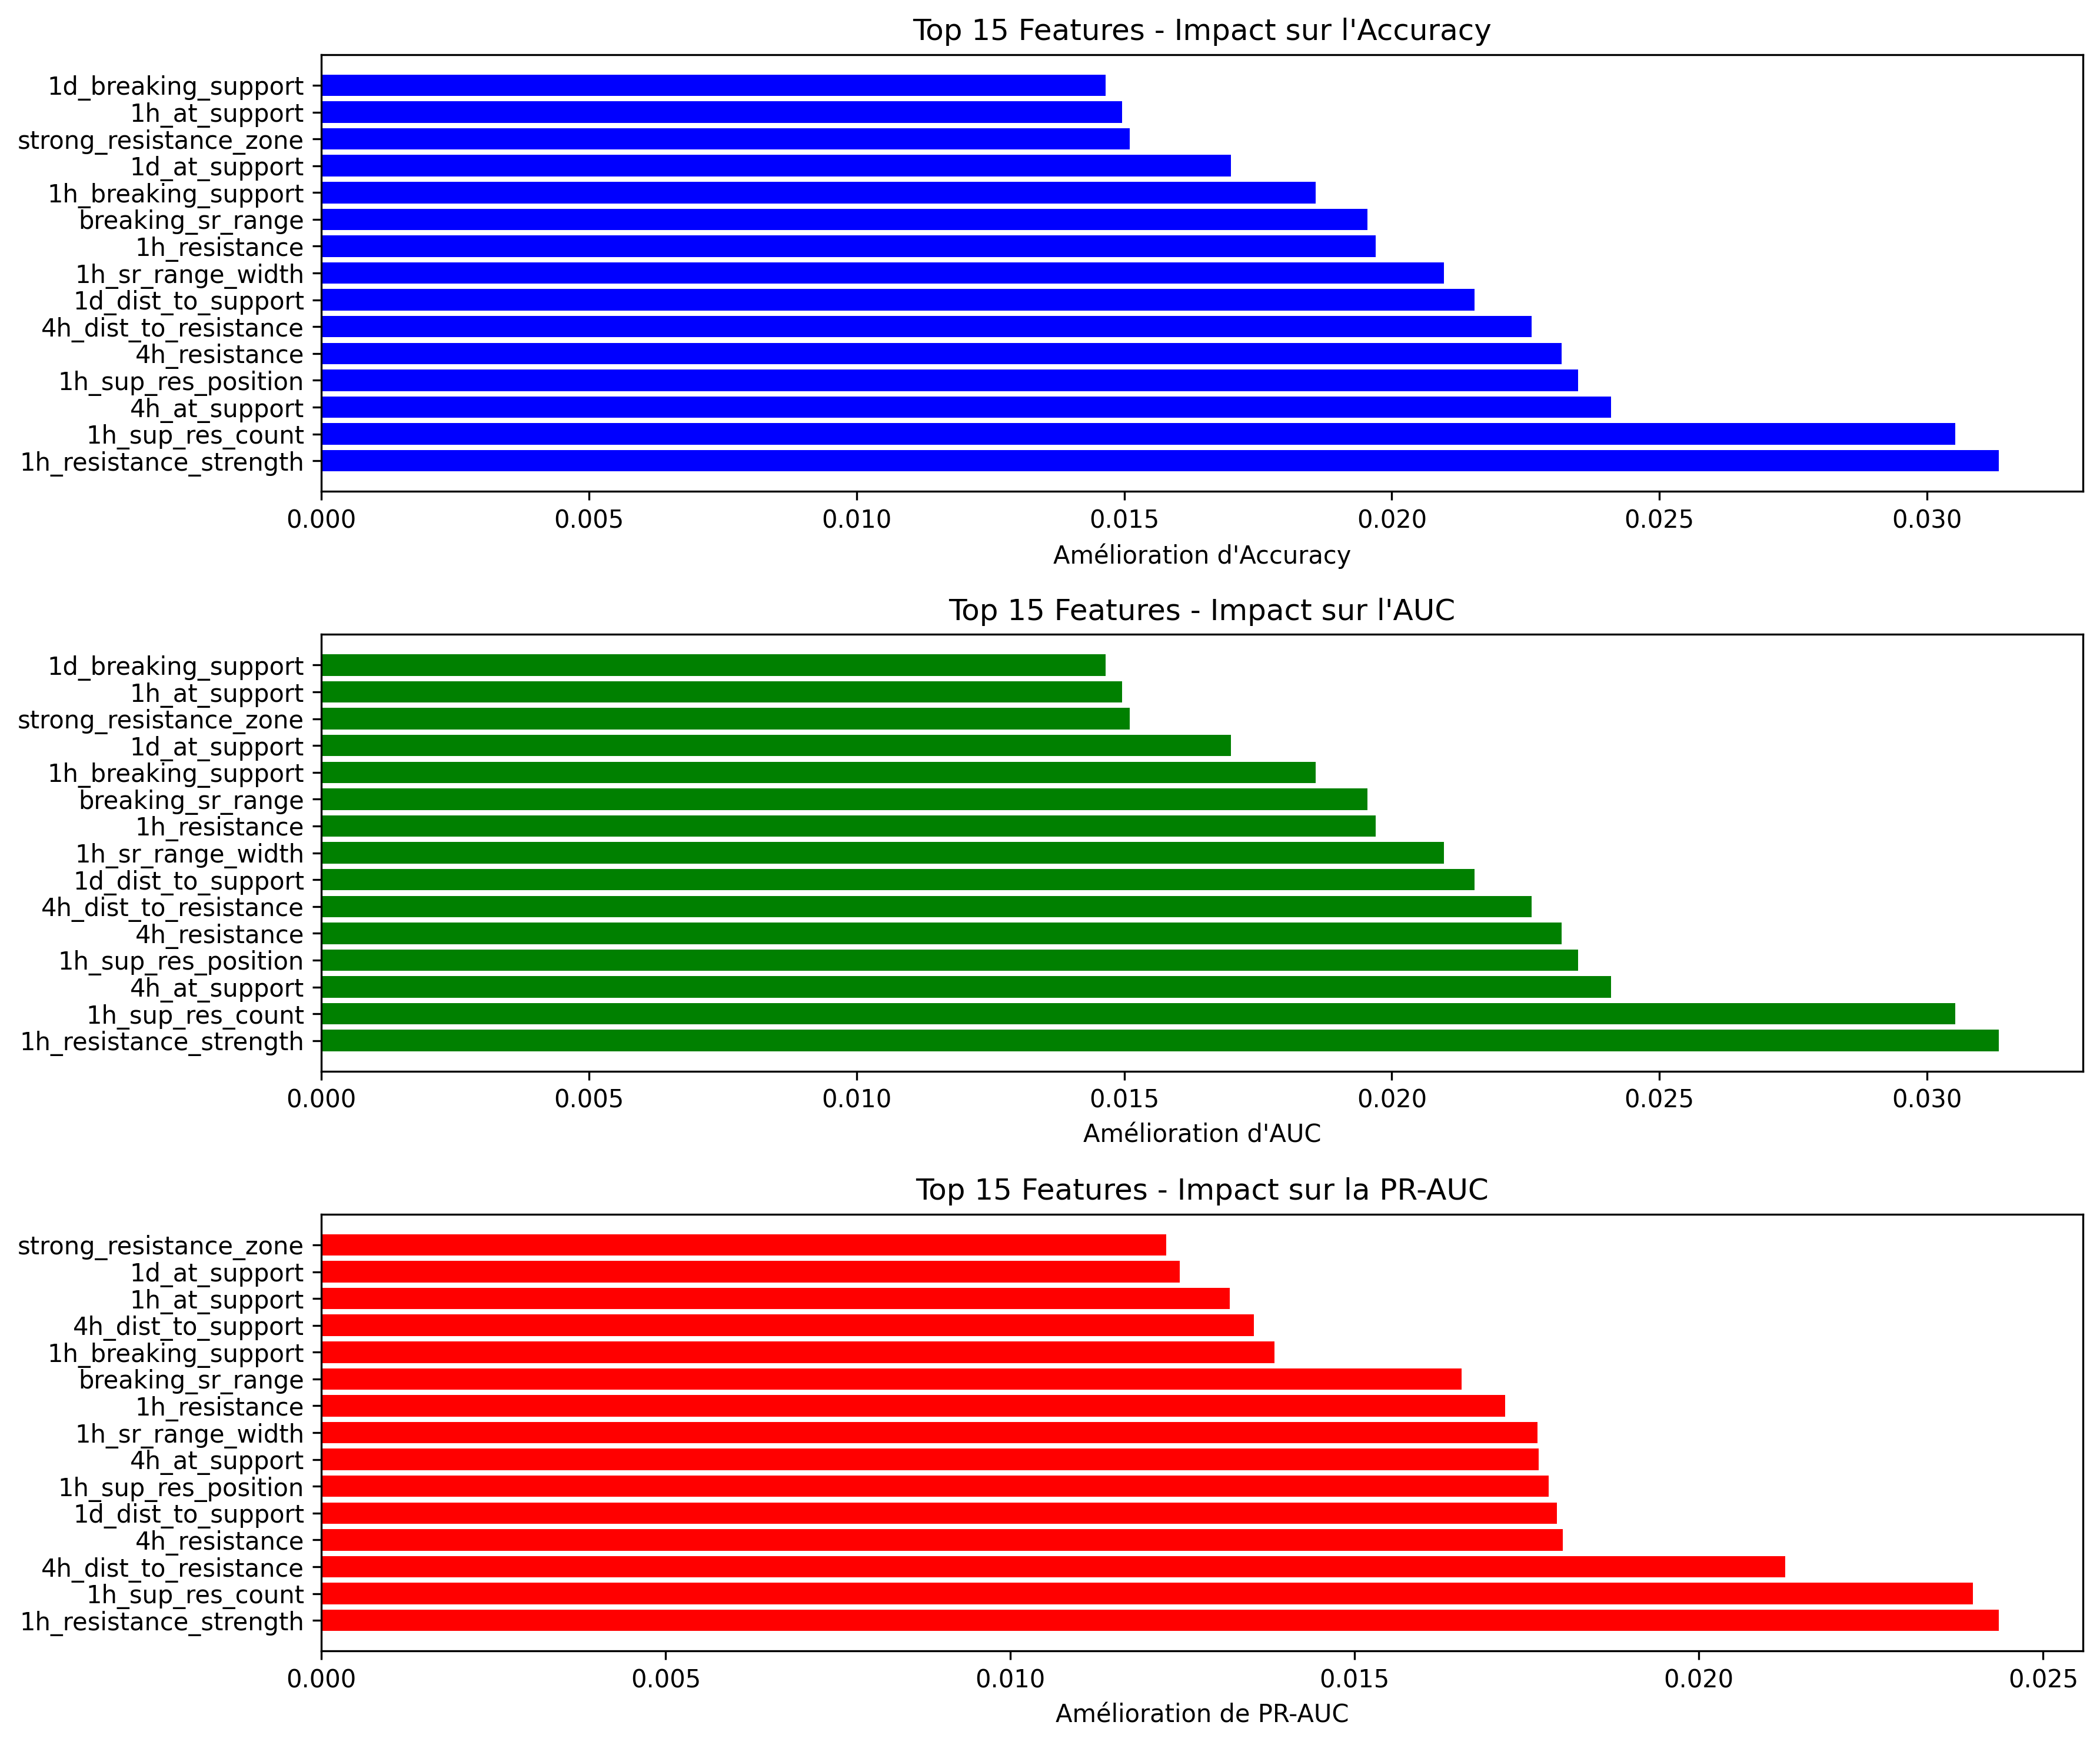 Top 15 Features - Impact sur l'Accuracy
1d_breaking_support
1h_at_support
strong_resistance_zone
1d_at_support
1h_breaking_support
breaking_sr_range
1h_resistance
1h_sr_range_width
1d_dist_to_support
4h_dist_to_resistance
4h_resistance
1h_sup_res_position
4h_at_support
1h_sup_res_count
1h_resistance_strength
0.000 0.005 0.010 0.015 0.020 0.025 0.030
Amélioration d'Accuracy
Top 15 Features - Impact sur l'AUC
1d_breaking_support
1h_at_support
strong_resistance_zone
1d_at_support
1h_breaking_support
breaking_sr_range
1h_resistance
1h_sr_range_width
1d_dist_to_support
4h_dist_to_resistance
4h_resistance
1h_sup_res_position
4h_at_support
1h_sup_res_count
1h_resistance_strength
0.000 0.005 0.010 0.015 0.020 0.025 0.030
Amélioration d'AUC
Top 15 Features - Impact sur la PR-AUC
strong_resistance_zone
1d_at_support
1h_at_support
4h_dist_to_support
1h_breaking_support
breaking_sr_range
1h_resistance
1h_sr_range_width
4h_at_support
1h_sup_res_position
1d_dist_to_support
4h_resistance
4h_dist_to_resistance
1h_sup_res_count
1h_resistance_strength
0.000 0.005 0.010 0.015 0.020 0.025
Amélioration de PR-AUC